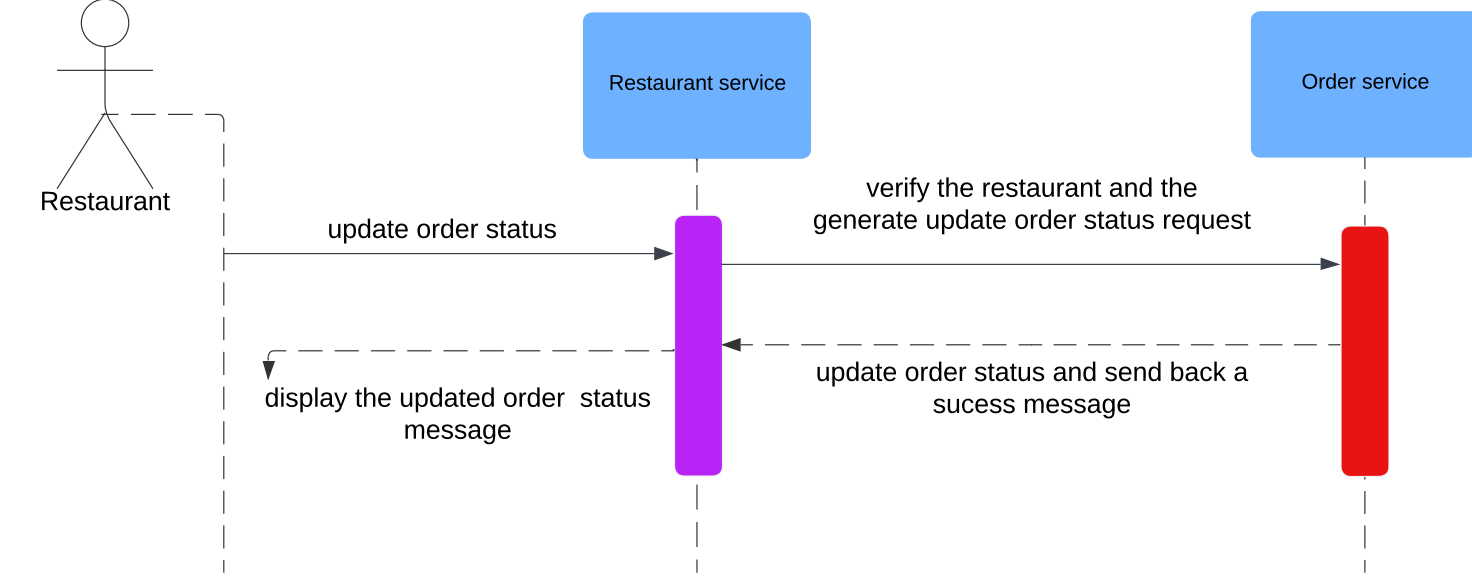 Restaurant service
Order service
Restaurant
verify the restaurant and the
generate update order status request
update order status
update order status and send back a
sucess message
display the updated order  status
message